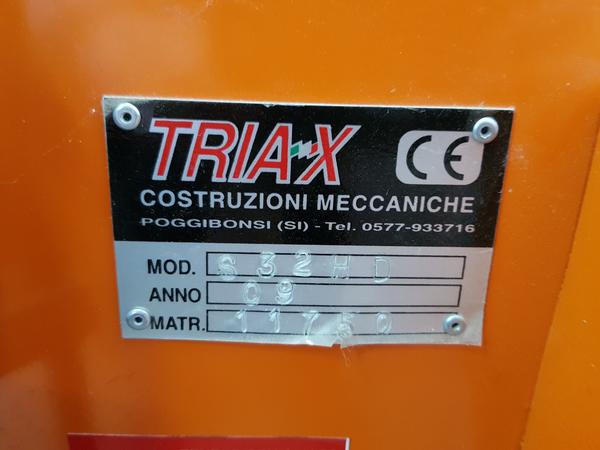 TRIA-X
CE
COSTRUZIONI MECCANICHE
POGGIBONSI (SI) - Tel. 0577-933716
MOD. S 32 HD
ANNO 09
MATR. 11750